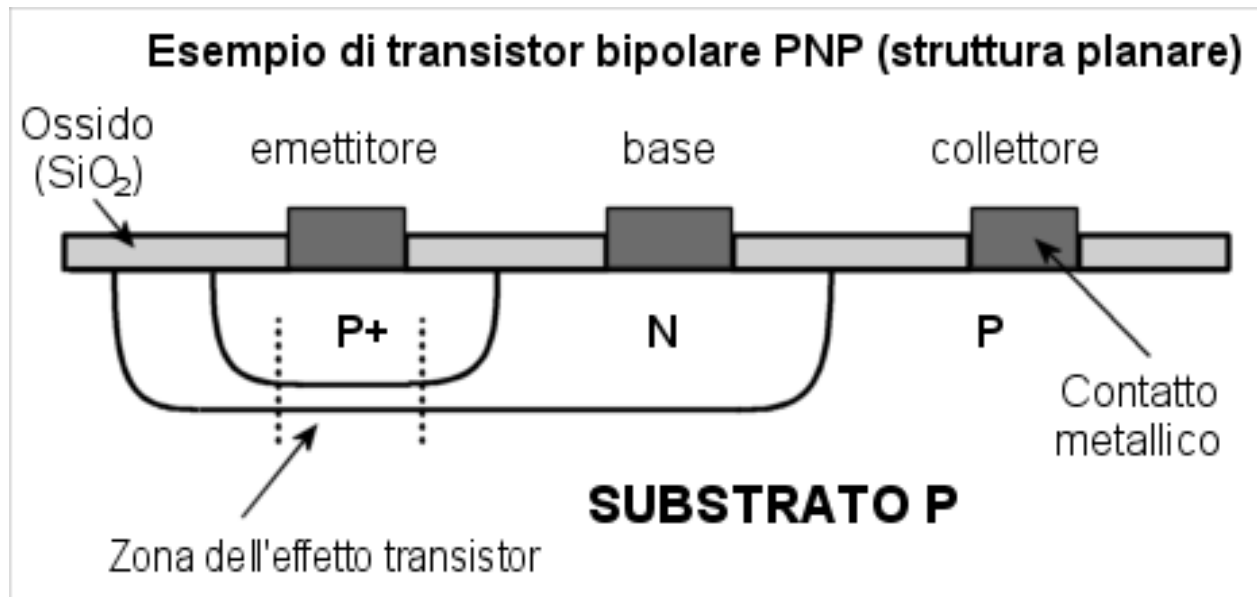 Esempio di transistor bipolare PNP (struttura planare)
Ossido
(SiO₂)
emettitore
base
collettore
P+
N
P
Contatto
metallico
SUBSTRATO P
Zona dell'effetto transistor